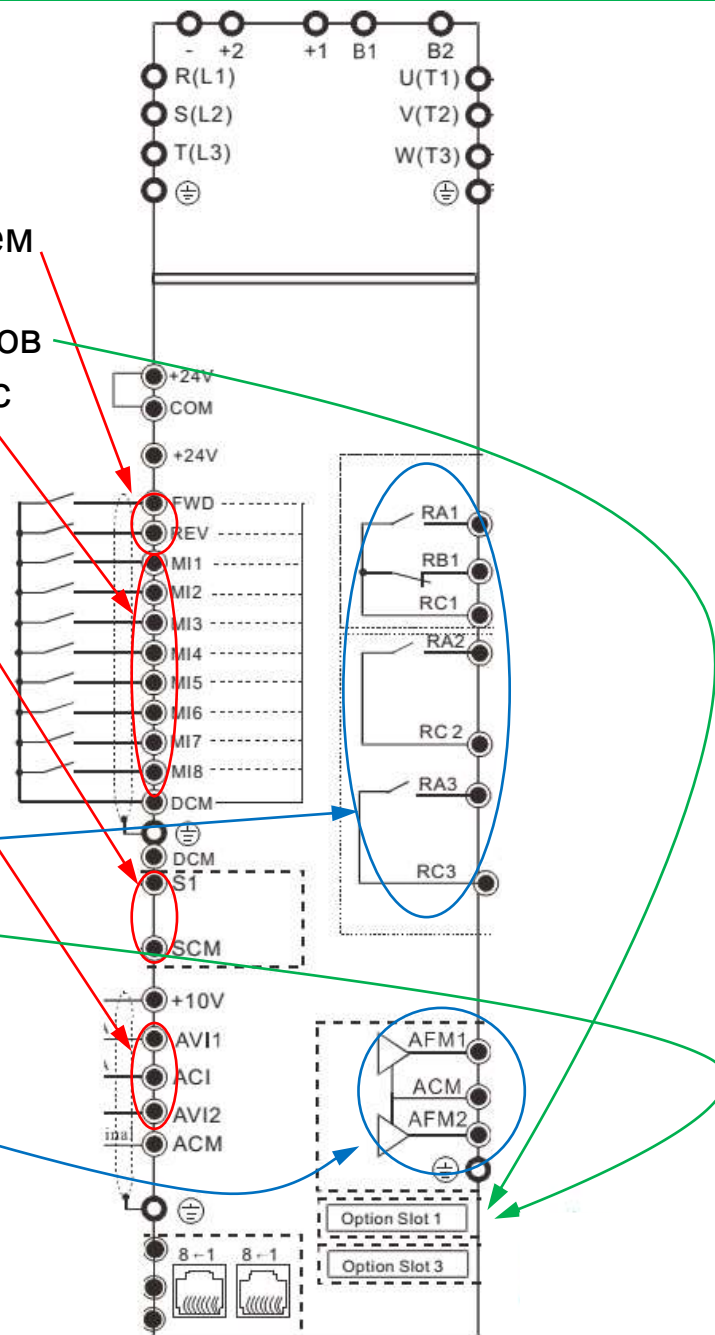 - +2 +1 B1 B2
R(L1) U(T1)
S(L2) V(T2)
T(L3) W(T3)
ем
ов
с
+24V
COM
+24V
FWD
REV
MI1
MI2
MI3
MI4
MI5
MI6
MI7
MI8
DCM
DCM
S1
SCM
+10V
AVI1
ACI
AVI2
ACM
8←1 8←1
RA1
RB1
RC1
RA2
RC2
RA3
RC3
AFM1
ACM
AFM2
Option Slot 1
Option Slot 3